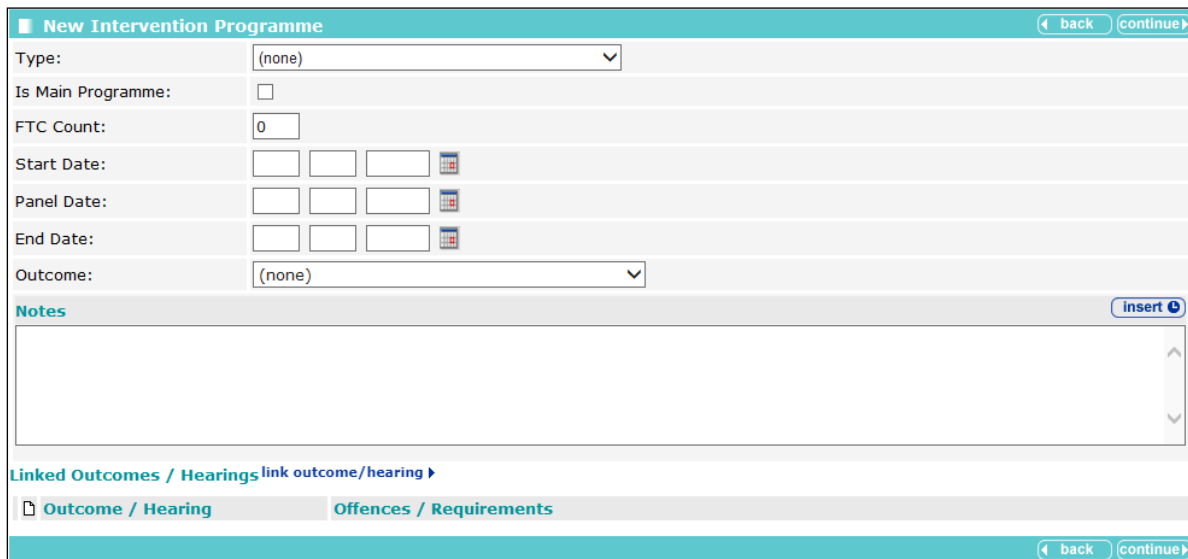 New Intervention Programme back continue
Type: (none)
Is Main Programme:
FTC Count: 0
Start Date:
Panel Date:
End Date:
Outcome: (none)
Notes insert
Linked Outcomes / Hearings link outcome/hearing
Outcome / Hearing Offences / Requirements
back continue